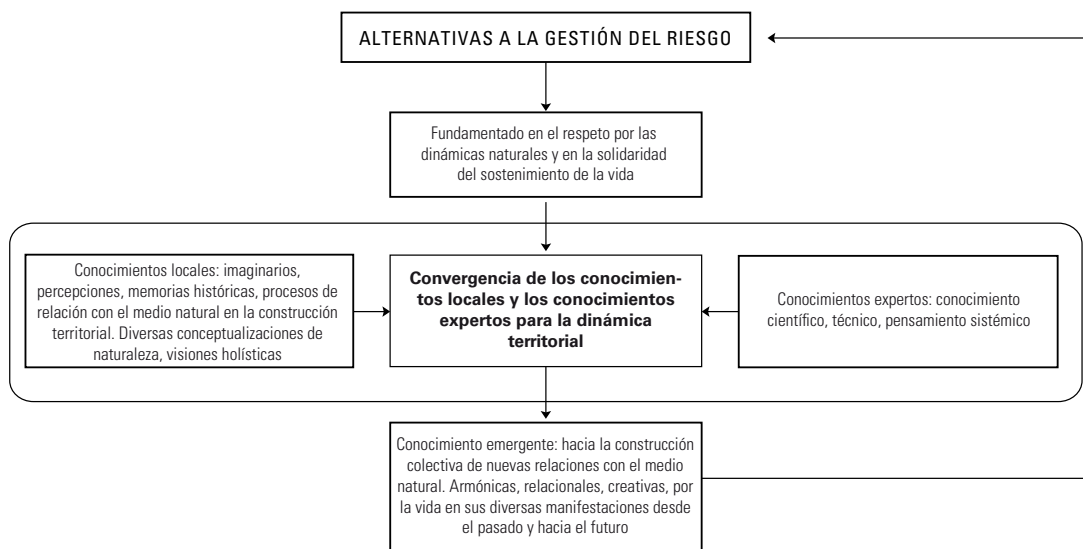 ALTERNATIVAS A LA GESTIÓN DEL RIESGO
Fundamentado en el respeto por las
dinámicas naturales y en la solidaridad
del sostenimiento de la vida
Conocimientos locales: imaginarios,
percepciones, memorias históricas, procesos de
relación con el medio natural en la construcción
territorial. Diversas conceptualizaciones de
naturaleza, visiones holísticas
Convergencia de los conocimien-
tos locales y los conocimientos
expertos para la dinámica
territorial
Conocimientos expertos: conocimiento
científico, técnico, pensamiento sistémico
Conocimiento emergente: hacia la construcción
colectiva de nuevas relaciones con el medio
natural. Armónicas, relacionales, creativas, por
la vida en sus diversas manifestaciones desde
el pasado y hacia el futuro